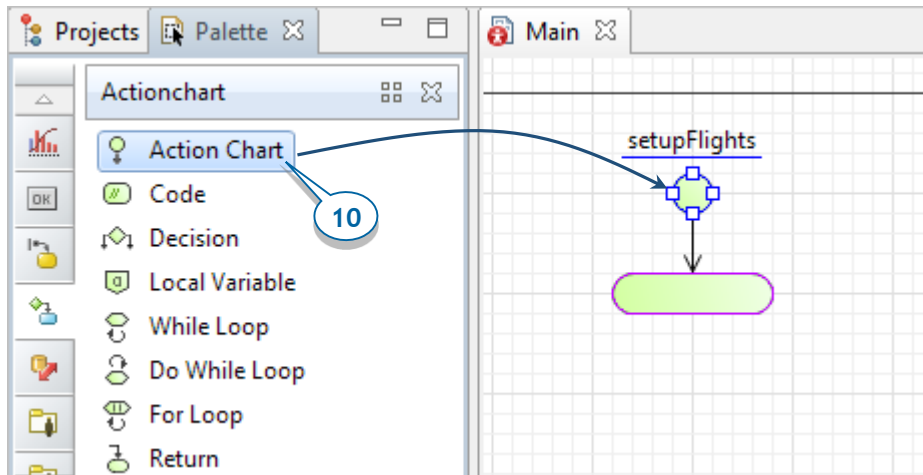 Projects
Palette
Main
Actionchart
Action Chart
Code
Decision
Local Variable
While Loop
Do While Loop
For Loop
Return
OK
a
10
setupFlights